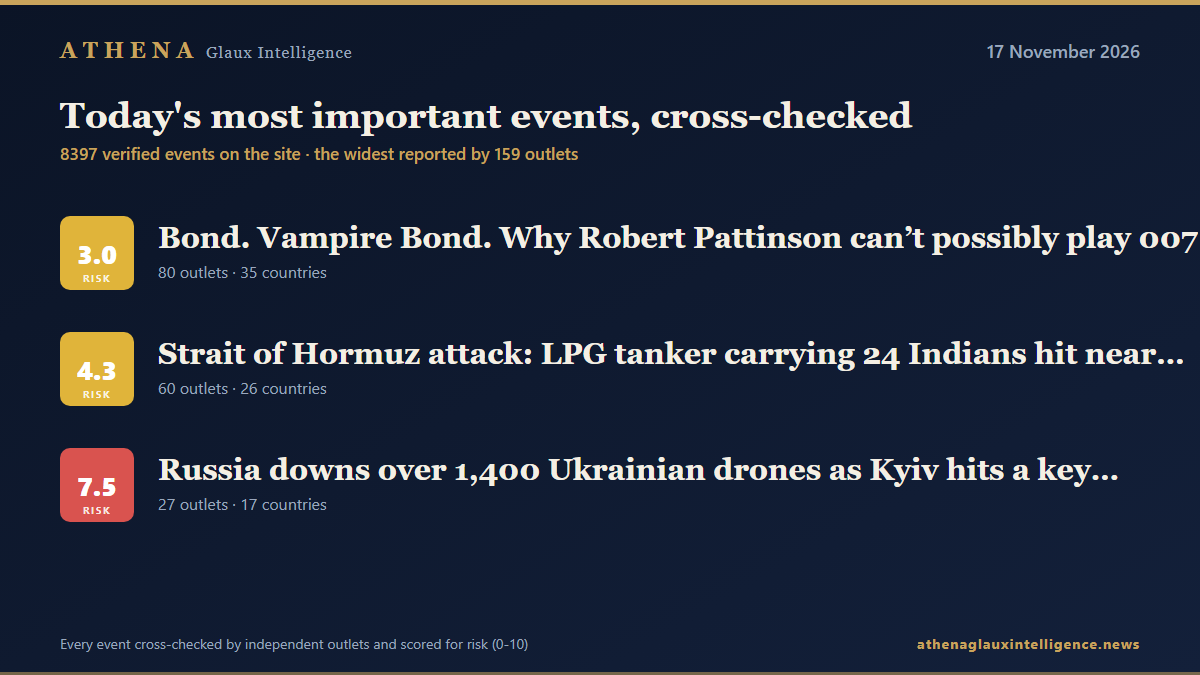 ATHENA Glaux Intelligence
17 November 2026
Today's most important events, cross-checked
8397 verified events on the site · the widest reported by 159 outlets
3.0
RISK
Bond. Vampire Bond. Why Robert Pattinson can’t possibly play 007
80 outlets · 35 countries
4.3
RISK
Strait of Hormuz attack: LPG tanker carrying 24 Indians hit near…
60 outlets · 26 countries
7.5
RISK
Russia downs over 1,400 Ukrainian drones as Kyiv hits a key…
27 outlets · 17 countries
Every event cross-checked by independent outlets and scored for risk (0-10)
athenaglauxintelligence.news